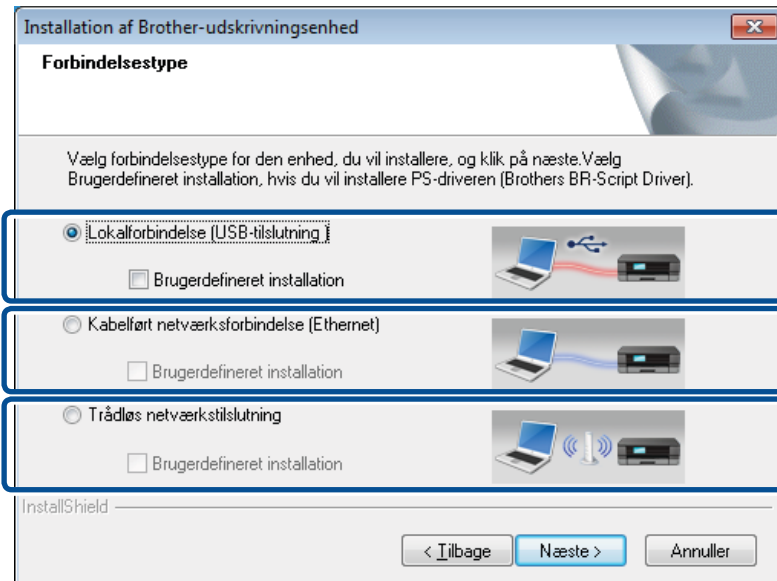 Installation af Brother-udskrivningsenhed
Forbindelsestype
Vælg forbindelsestype for den enhed, du vil installere, og klik på næste.Vælg
Brugerdefineret installation, hvis du vil installere PS-driveren (Brothers BR-Script Driver).
Lokalforbindelse (USB-tilslutning )
Brugerdefineret installation
Kabelført netværksforbindelse (Ethernet)
Brugerdefineret installation
Trådløs netværkstilslutning
Brugerdefineret installation
InstallShield
< Tilbage Næste > Annuller